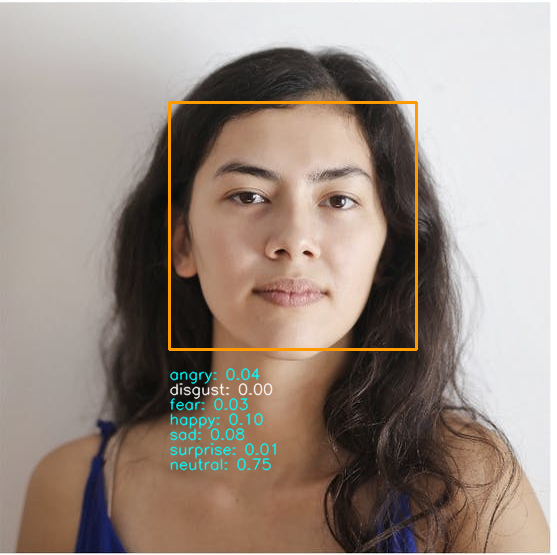 angry: 0.04
disgust: 0.00
fear: 0.03
happy: 0.10
sad: 0.08
surprise: 0.01
neutral: 0.75